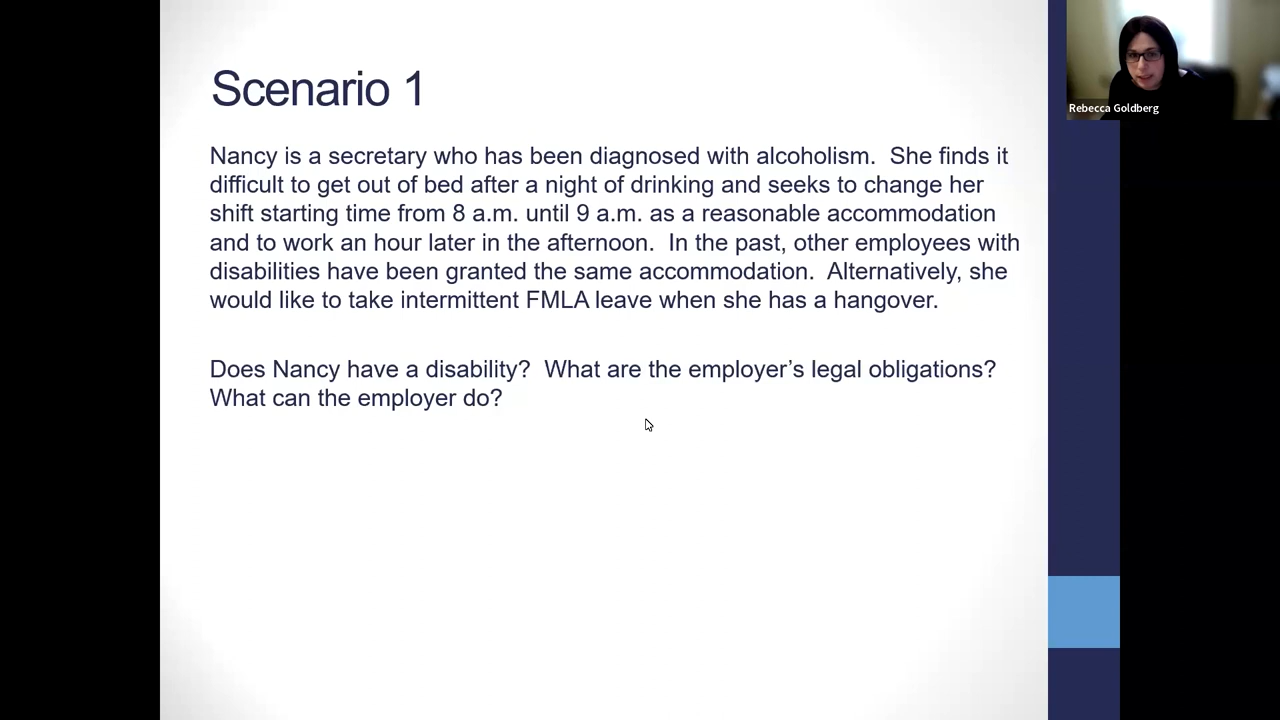 Scenario 1
Nancy is a secretary who has been diagnosed with alcoholism.  She finds it
difficult to get out of bed after a night of drinking and seeks to change her
shift starting time from 8 a.m. until 9 a.m. as a reasonable accommodation
and to work an hour later in the afternoon.  In the past, other employees with
disabilities have been granted the same accommodation.  Alternatively, she
would like to take intermittent FMLA leave when she has a hangover.
Does Nancy have a disability?  What are the employer’s legal obligations?
What can the employer do?
Rebecca Goldberg